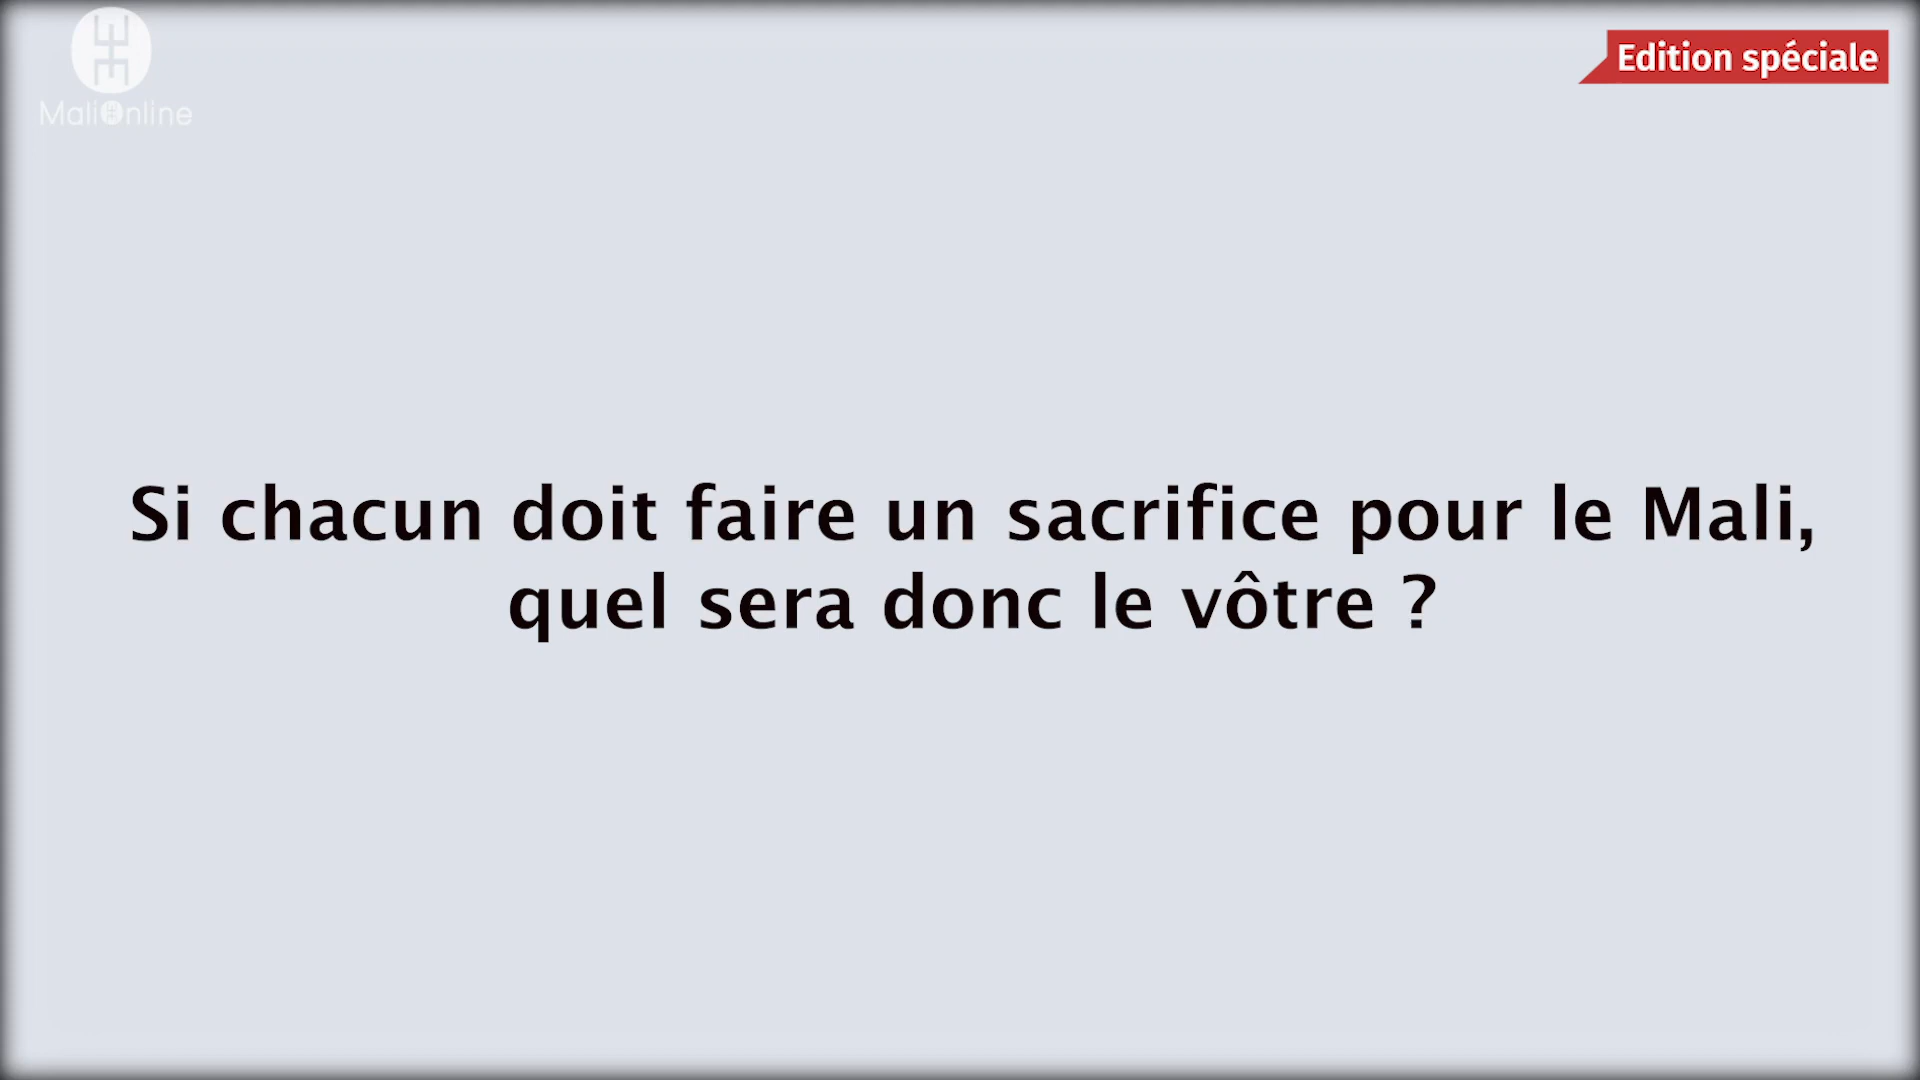 MaliOnline
Edition spéciale
Si chacun doit faire un sacrifice pour le Mali,
quel sera donc le vôtre ?